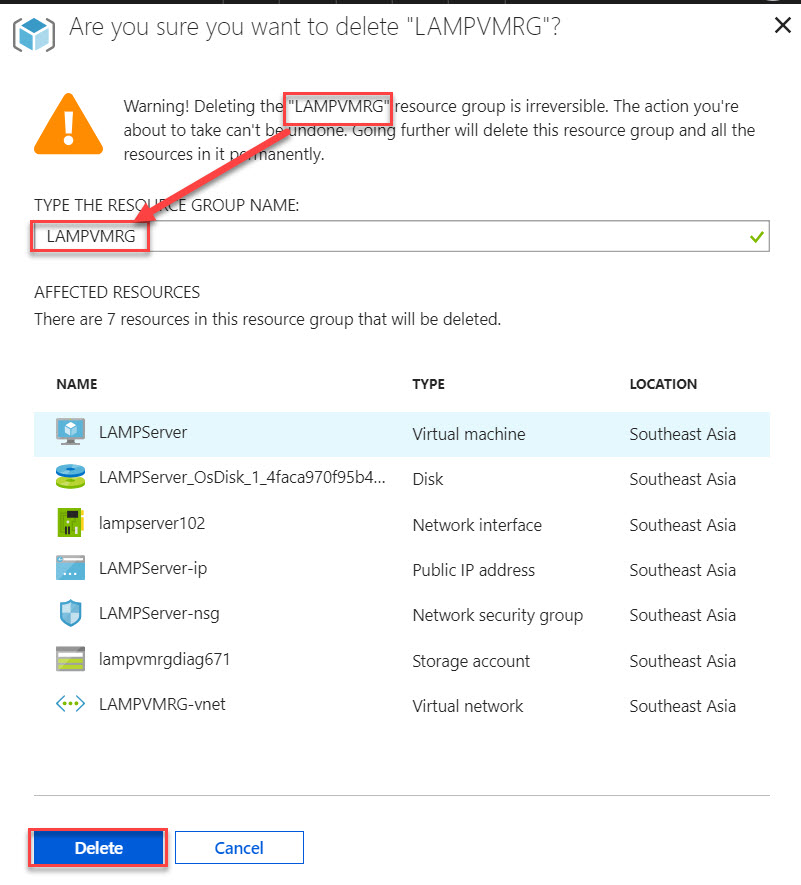 Are you sure you want to delete "LAMPVMRG"?
Warning! Deleting the "LAMPVMRG" resource group is irreversible. The action you're
about to take can't be undone. Going further will delete this resource group and all the
resources in it permanently.
TYPE THE RESOURCE GROUP NAME:
LAMPVMRG
AFFECTED RESOURCES
There are 7 resources in this resource group that will be deleted.
NAME TYPE LOCATION
LAMPServer Virtual machine Southeast Asia
LAMPServer_OsDisk_1_4faca970f95b4... Disk Southeast Asia
lampserver102 Network interface Southeast Asia
LAMPServer-ip Public IP address Southeast Asia
LAMPServer-nsg Network security group Southeast Asia
lampvmrgdiag671 Storage account Southeast Asia
LAMPVMRG-vnet Virtual network Southeast Asia
Delete Cancel